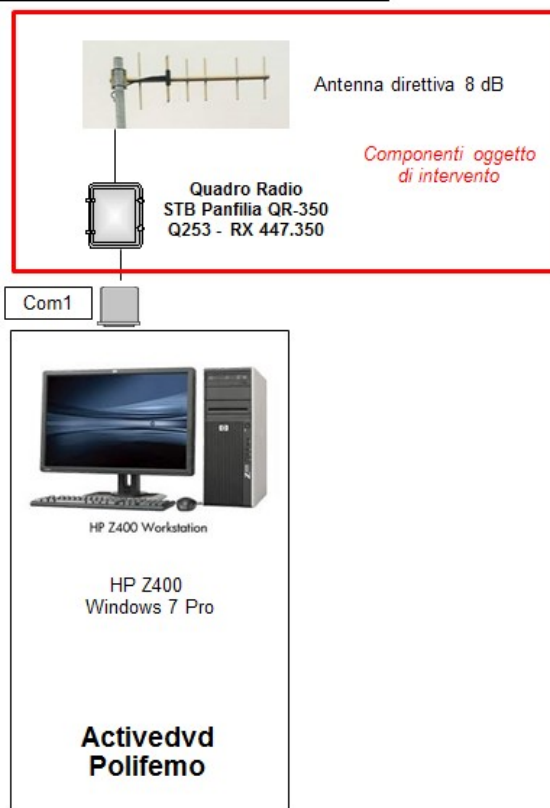 Antenna direttiva 8 dB
Componenti oggetto
di intervento
Quadro Radio
STB Panfilia QR-350
Q253 - RX 447.350
Com1
HP Z400 Workstation
HP Z400
Windows 7 Pro
Activedvd
Polifemo